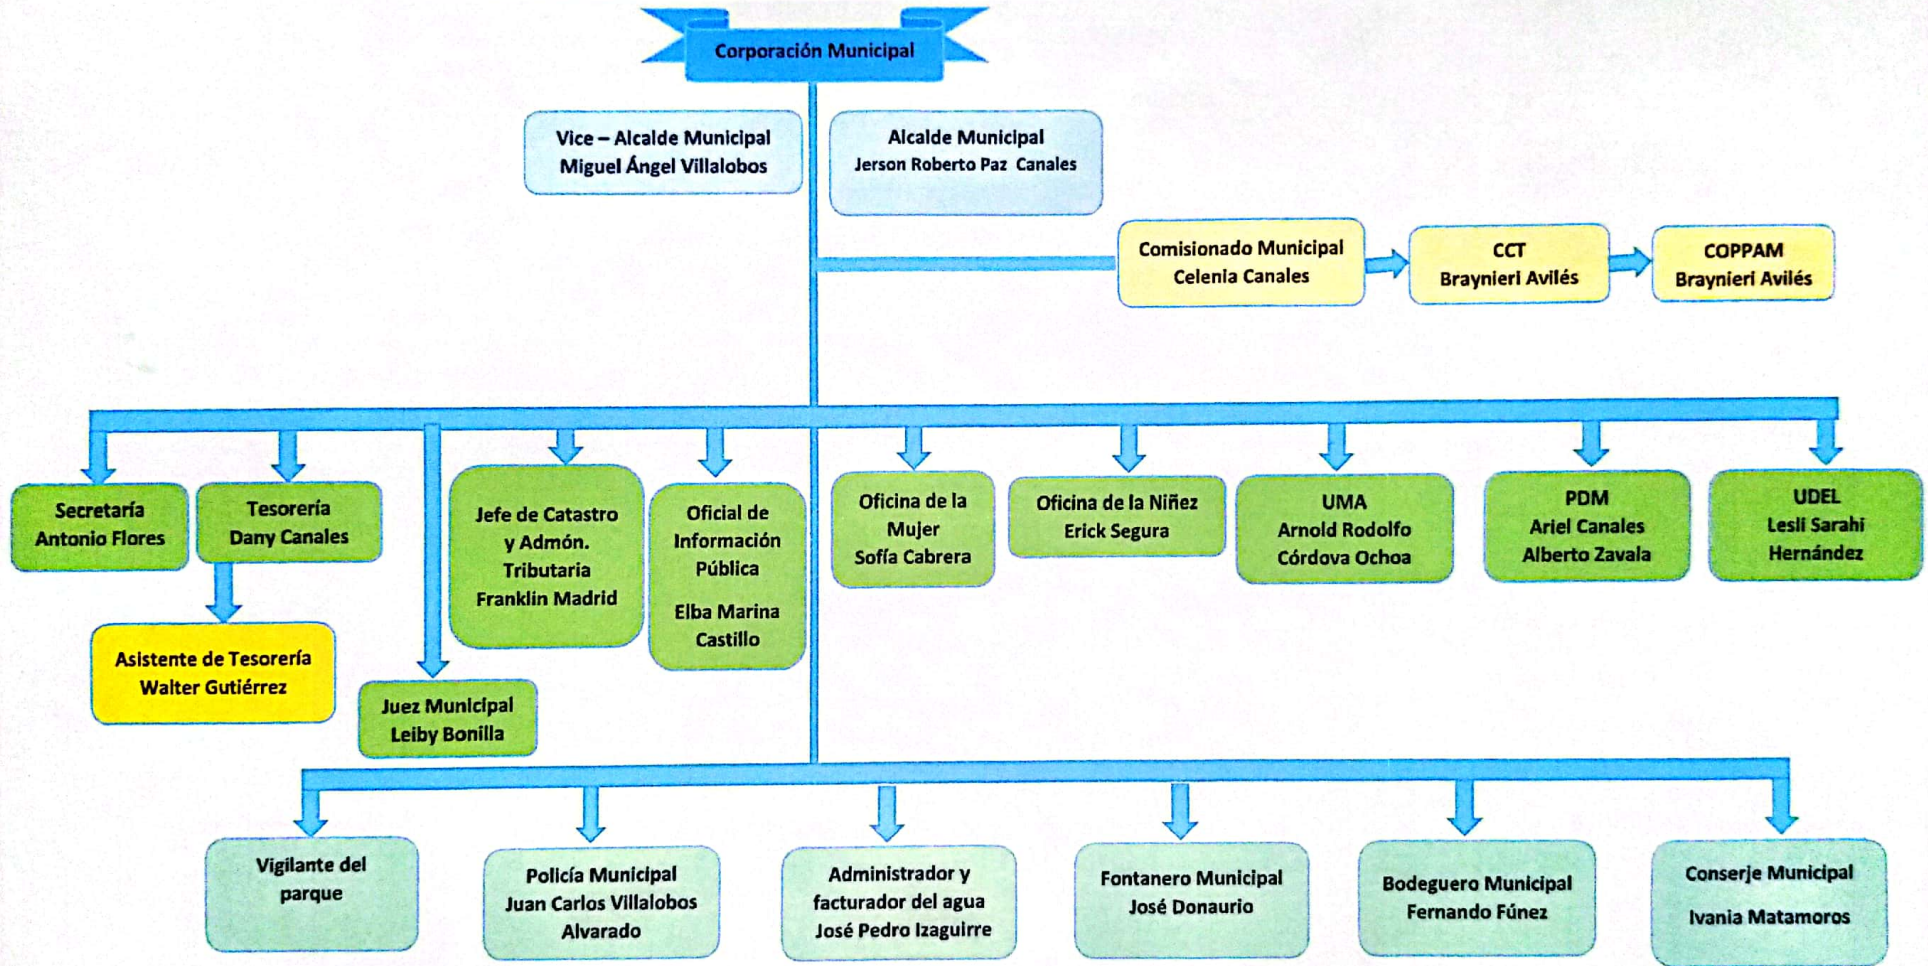 Corporación Municipal
Vice – Alcalde Municipal
Miguel Ángel Villalobos
Alcalde Municipal
Jerson Roberto Paz Canales
Comisionado Municipal
Celenia Canales
CCT
Braynieri Avilés
COPPAM
Braynieri Avilés
Secretaría
Antonio Flores
Tesorería
Dany Canales
Asistente de Tesorería
Walter Gutiérrez
Juez Municipal
Leiby Bonilla
Jefe de Catastro
y Admón.
Tributaria
Franklin Madrid
Oficial de
Información
Pública
Elba Marina
Castillo
Oficina de la
Mujer
Sofía Cabrera
Oficina de la Niñez
Erick Segura
UMA
Arnold Rodolfo
Córdova Ochoa
PDM
Ariel Canales
Alberto Zavala
UDEL
Lesli Sarahi
Hernández
Vigilante del
parque
Policía Municipal
Juan Carlos Villalobos
Alvarado
Administrador y
facturador del agua
José Pedro Izaguirre
Fontanero Municipal
José Donaurio
Bodeguero Municipal
Fernando Fúnez
Conserje Municipal
Ivania Matamoros